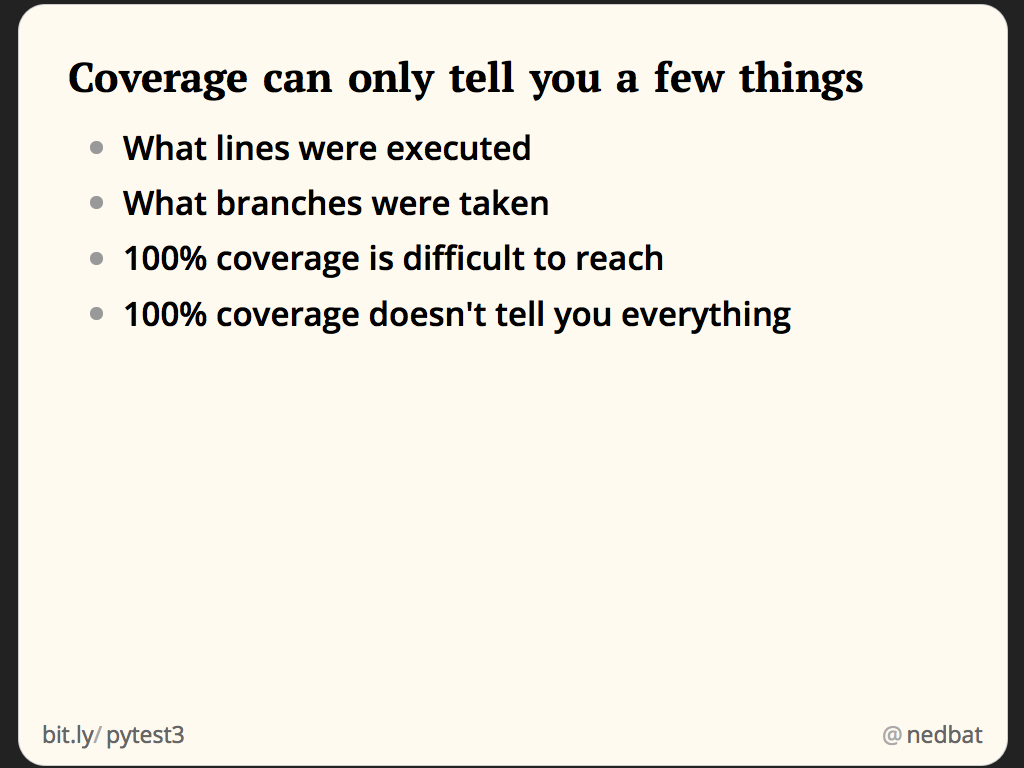 Coverage can only tell you a few things
What lines were executed
What branches were taken
100% coverage is difficult to reach
100% coverage doesn't tell you everything
bit.ly/ pytest3
@ nedbat